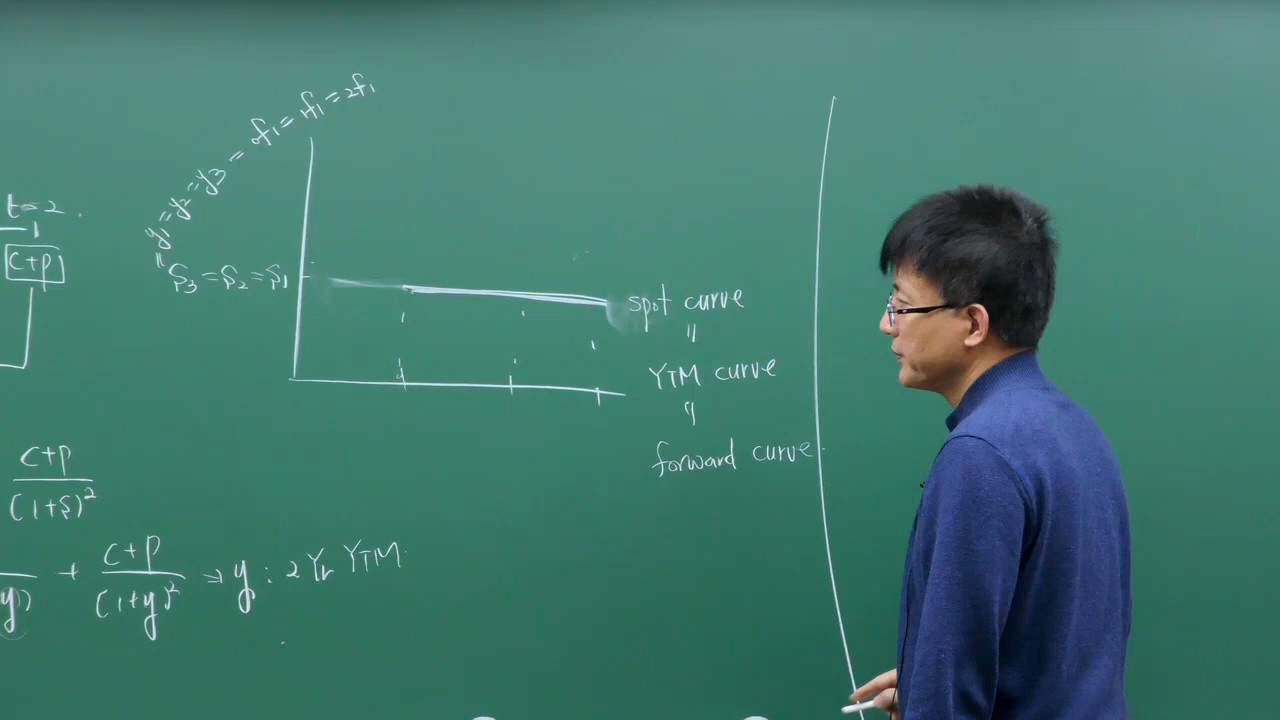 t=2.
c+p
y₁=y₂=y₃=₀f₁=₁f₁=₂f₁
"
S₃=S₂=S₁
spot curve
"
YTM curve
"
forward curve
c+p
(1+S)²
y) + c+p ⇒ y : 2 Yr YTM.
(1+y)²